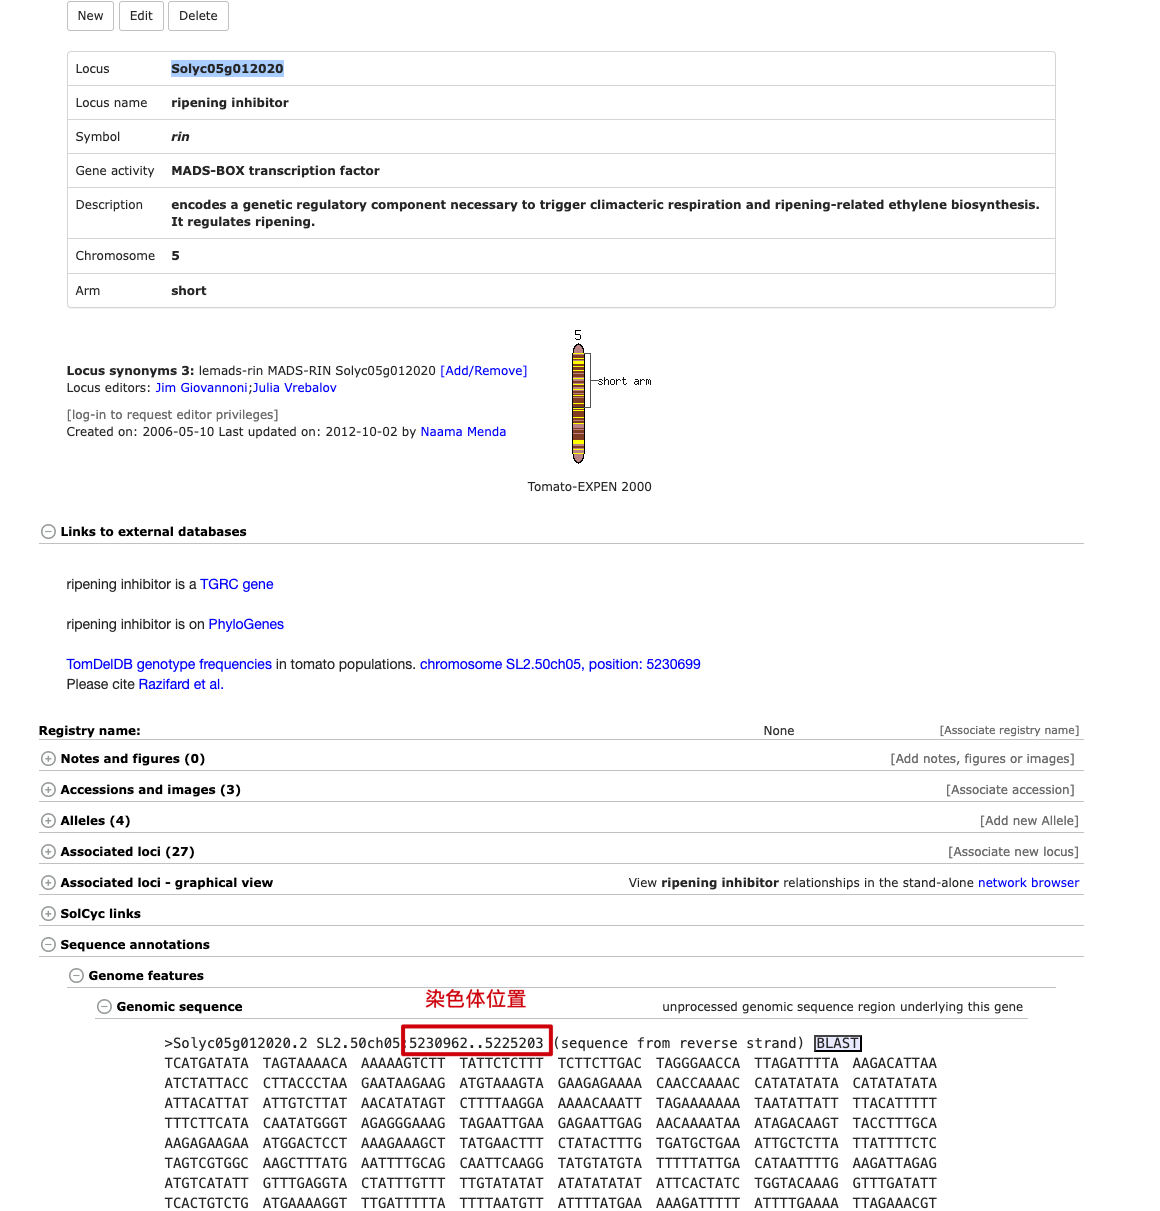 New Edit Delete
Locus Solyc05g012020
Locus name ripening inhibitor
Symbol rin
Gene activity MADS-BOX transcription factor
Description encodes a genetic regulatory component necessary to trigger climacteric respiration and ripening-related ethylene biosynthesis.
It regulates ripening.
Chromosome 5
Arm short
5
short arm
Locus synonyms 3: lemads-rin MADS-RIN Solyc05g012020 [Add/Remove]
Locus editors: Jim Giovannoni;Julia Vrebalov
[log-in to request editor privileges]
Created on: 2006-05-10 Last updated on: 2012-10-02 by Naama Menda
Tomato-EXPEN 2000
Links to external databases
ripening inhibitor is a TGRC gene
ripening inhibitor is on PhyloGenes
TomDelDB genotype frequencies in tomato populations. chromosome SL2.50ch05, position: 5230699
Please cite Razifard et al.
Registry name: None [Associate registry name]
Notes and figures (0) [Add notes, figures or images]
Accessions and images (3) [Associate accession]
Alleles (4) [Add new Allele]
Associated loci (27) [Associate new locus]
Associated loci - graphical view View ripening inhibitor relationships in the stand-alone network browser
SolCyc links
Sequence annotations
Genome features
染色体位置
Genomic sequence unprocessed genomic sequence region underlying this gene
>Solyc05g012020.2 SL2.50ch05:5230962..5225203 (sequence from reverse strand) BLAST
TCATGATATA TAGTAAAACA AAAAAGTCTT TATTCTCTTT TCTTCTTGAC TAGGGAACCA TTAGATTTTA AAGACATTAA
ATCTATTACC CTTACCCTAA GAATAAGAAG ATGTAAAGTA GAAGAGAAAA CAACCAAAAC CATATATATA CATATATATA
ATTACATTAT ATTGTCTTAT AACATATAGT CTTTTAAGGA AAAACAAATT TAGAAAAAAA TAATATTATT TTACATTTTT
TTTCTTCATA CAATATGGGT AGAGGGAAAG TAGAATTGAA GAGAATTGAG AACAAAATAA ATAGACAAGT TACCTTTGCA
AAGAGAAGAA ATGGACTCCT AAAGAAAGCT TATGAACTTT CTATACTTTG TGATGCTGAA ATTGCTCTTA TTATTTTCTC
TAGTCGTGGC AAGCTTTATG AATTTTGCAG CAATTCAAGG TATGTATGTA TTTTTATTGA CATAATTTTG AAGATTAGAG
ATGTCATATT GTTTGAGGTA CTATTTGTTT TTGTATATAT ATATATATAT ATTCACTATC TGGTACAAAG GTTTGATATT
TCACTGTCTG ATGAAAAGGT TTGATTTTTA TTTTAATGTT ATTTTATGAA AAAGATTTTT ATTTTGAAAA TTAGAAACGT